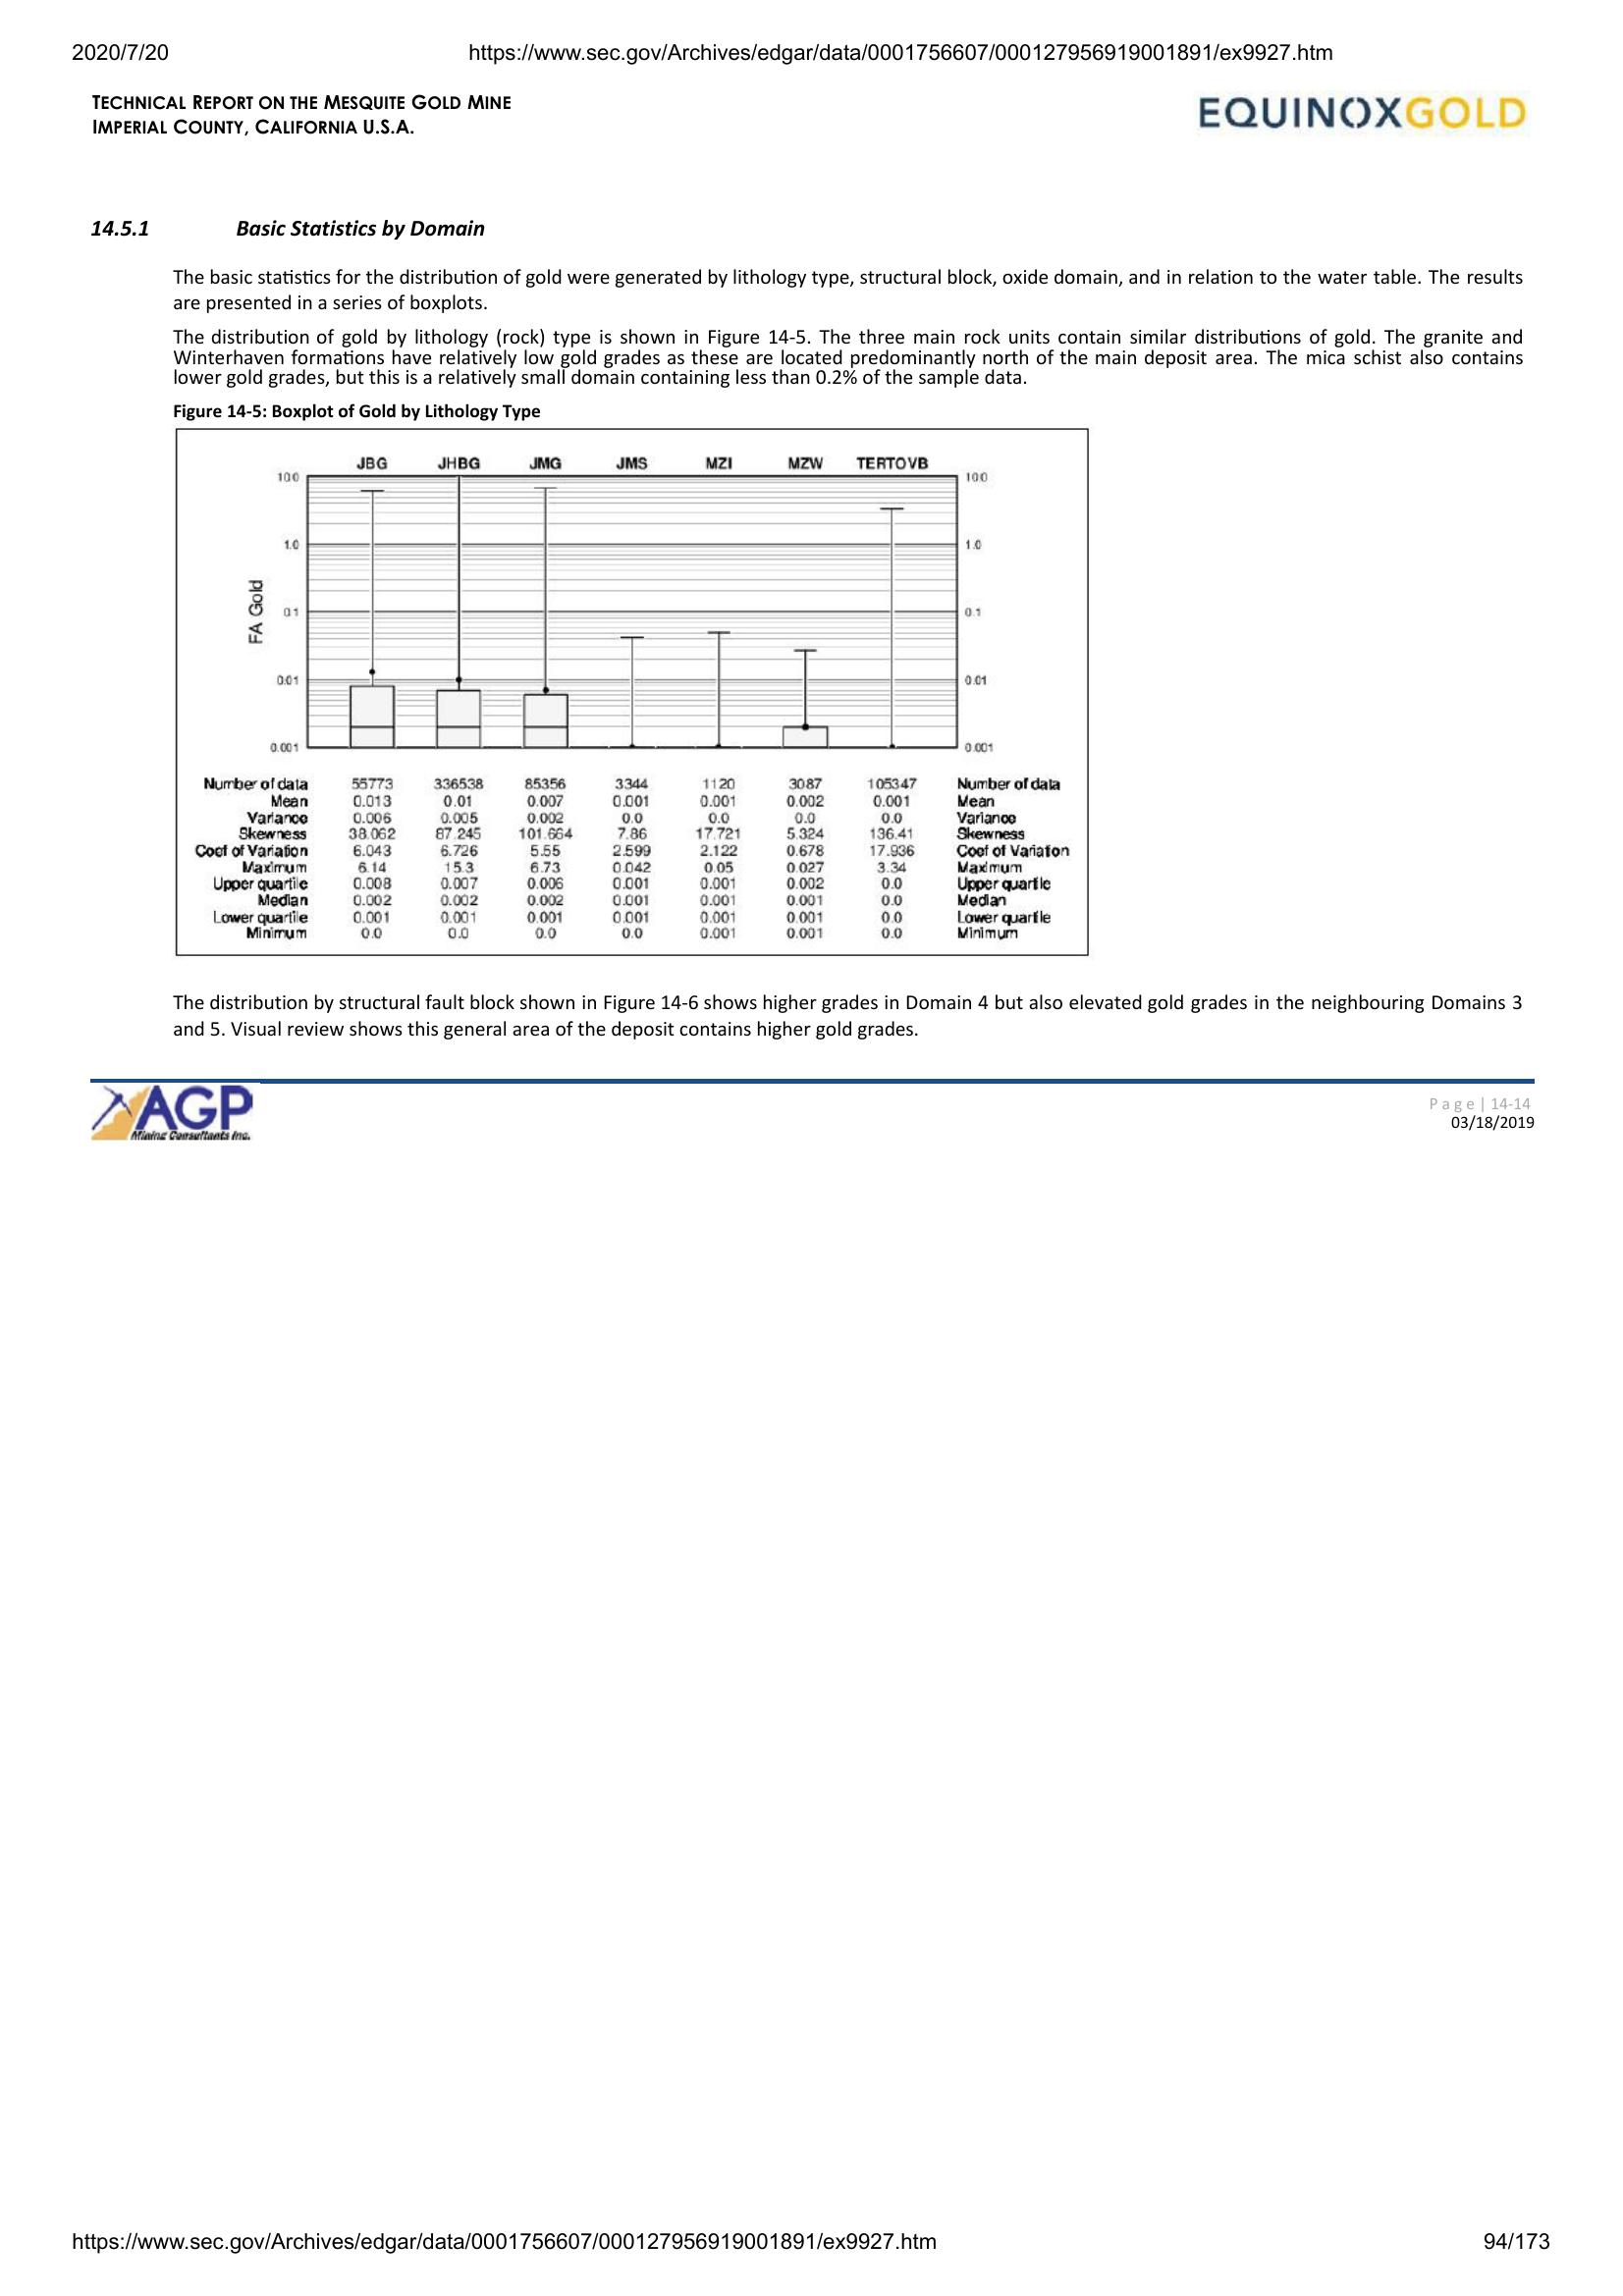 2020/7/20 https://www.sec.gov/Archives/edgar/data/0001756607/000127956919001891/ex9927.htm
TECHNICAL REPORT ON THE MESQUITE GOLD MINE
IMPERIAL COUNTY, CALIFORNIA U.S.A.
EQUINOXGOLD
14.5.1 Basic Statistics by Domain
The basic statistics for the distribution of gold were generated by lithology type, structural block, oxide domain, and in relation to the water table. The results
are presented in a series of boxplots.
The distribution of gold by lithology (rock) type is shown in Figure 14-5. The three main rock units contain similar distributions of gold. The granite and
Winterhaven formations have relatively low gold grades as these are located predominantly north of the main deposit area. The mica schist also contains
lower gold grades, but this is a relatively small domain containing less than 0.2% of the sample data.
Figure 14-5: Boxplot of Gold by Lithology Type
JBG JHBG JMG JMS MZI MZW TERTOVB
10.0 10.0
1.0 1.0
FA Gold
0.1 0.1
0.01 0.01
0.001 0.001
Number of data 55773 336538 85356 3344 1120 3087 105347 Number of data
Mean 0.013 0.01 0.007 0.001 0.001 0.002 0.001 Mean
Variance 0.006 0.005 0.002 0.0 0.0 0.0 0.0 Variance
Skewness 38.062 87.245 101.664 7.86 17.721 5.324 136.41 Skewness
Coef of Variation 6.043 6.726 5.55 2.599 2.122 0.678 17.936 Coef of Variation
Maximum 6.14 15.3 6.73 0.042 0.05 0.027 3.34 Maximum
Upper quartile 0.008 0.007 0.006 0.001 0.001 0.002 0.0 Upper quartile
Median 0.002 0.002 0.002 0.001 0.001 0.001 0.0 Median
Lower quartile 0.001 0.001 0.001 0.001 0.001 0.001 0.0 Lower quartile
Minimum 0.0 0.0 0.0 0.0 0.001 0.001 0.0 Minimum
The distribution by structural fault block shown in Figure 14-6 shows higher grades in Domain 4 but also elevated gold grades in the neighbouring Domains 3
and 5. Visual review shows this general area of the deposit contains higher gold grades.
AGP
Mining Consultants Inc.
Page | 14-14
03/18/2019
https://www.sec.gov/Archives/edgar/data/0001756607/000127956919001891/ex9927.htm 94/173